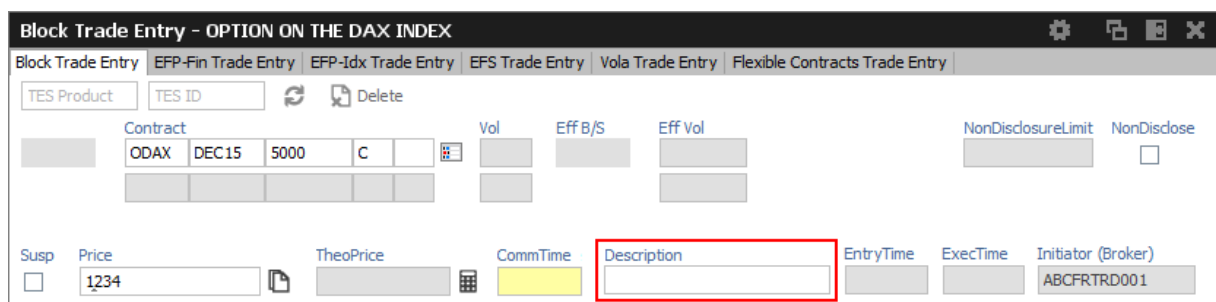 Block Trade Entry - OPTION ON THE DAX INDEX
Block Trade Entry EFP-Fin Trade Entry EFP-Idx Trade Entry EFS Trade Entry Vola Trade Entry Flexible Contracts Trade Entry
TES Product TES ID Delete
Contract Vol Eff B/S Eff Vol NonDisclosureLimit NonDisclose
ODAX DEC15 5000 C
Susp Price TheoPrice CommTime Description EntryTime ExecTime Initiator (Broker)
1234 ABCFRTRD001